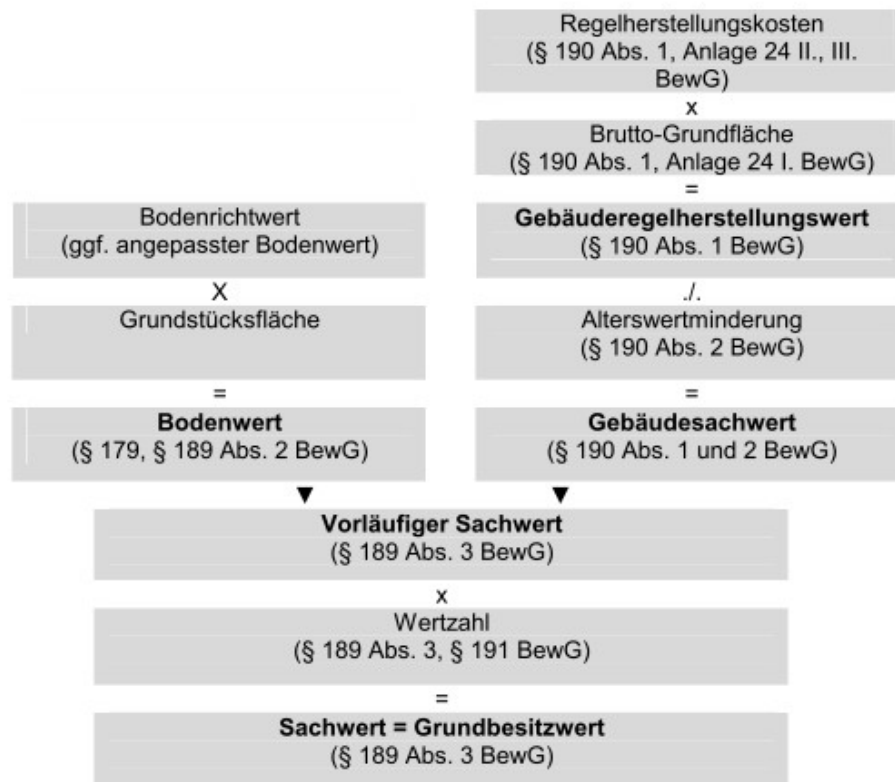 Regelherstellungskosten
(§ 190 Abs. 1, Anlage 24 II., III.
BewG)
x
Brutto-Grundfläche
(§ 190 Abs. 1, Anlage 24 I. BewG)
=
Bodenrichtwert
(ggf. angepasster Bodenwert)
X
Grundstücksfläche
=
Bodenwert
(§ 179, § 189 Abs. 2 BewG)
Gebäuderegelherstellungswert
(§ 190 Abs. 1 BewG)
./.
Alterswertminderung
(§ 190 Abs. 2 BewG)
=
Gebäudesachwert
(§ 190 Abs. 1 und 2 BewG)
Vorläufiger Sachwert
(§ 189 Abs. 3 BewG)
x
Wertzahl
(§ 189 Abs. 3, § 191 BewG)
=
Sachwert = Grundbesitzwert
(§ 189 Abs. 3 BewG)